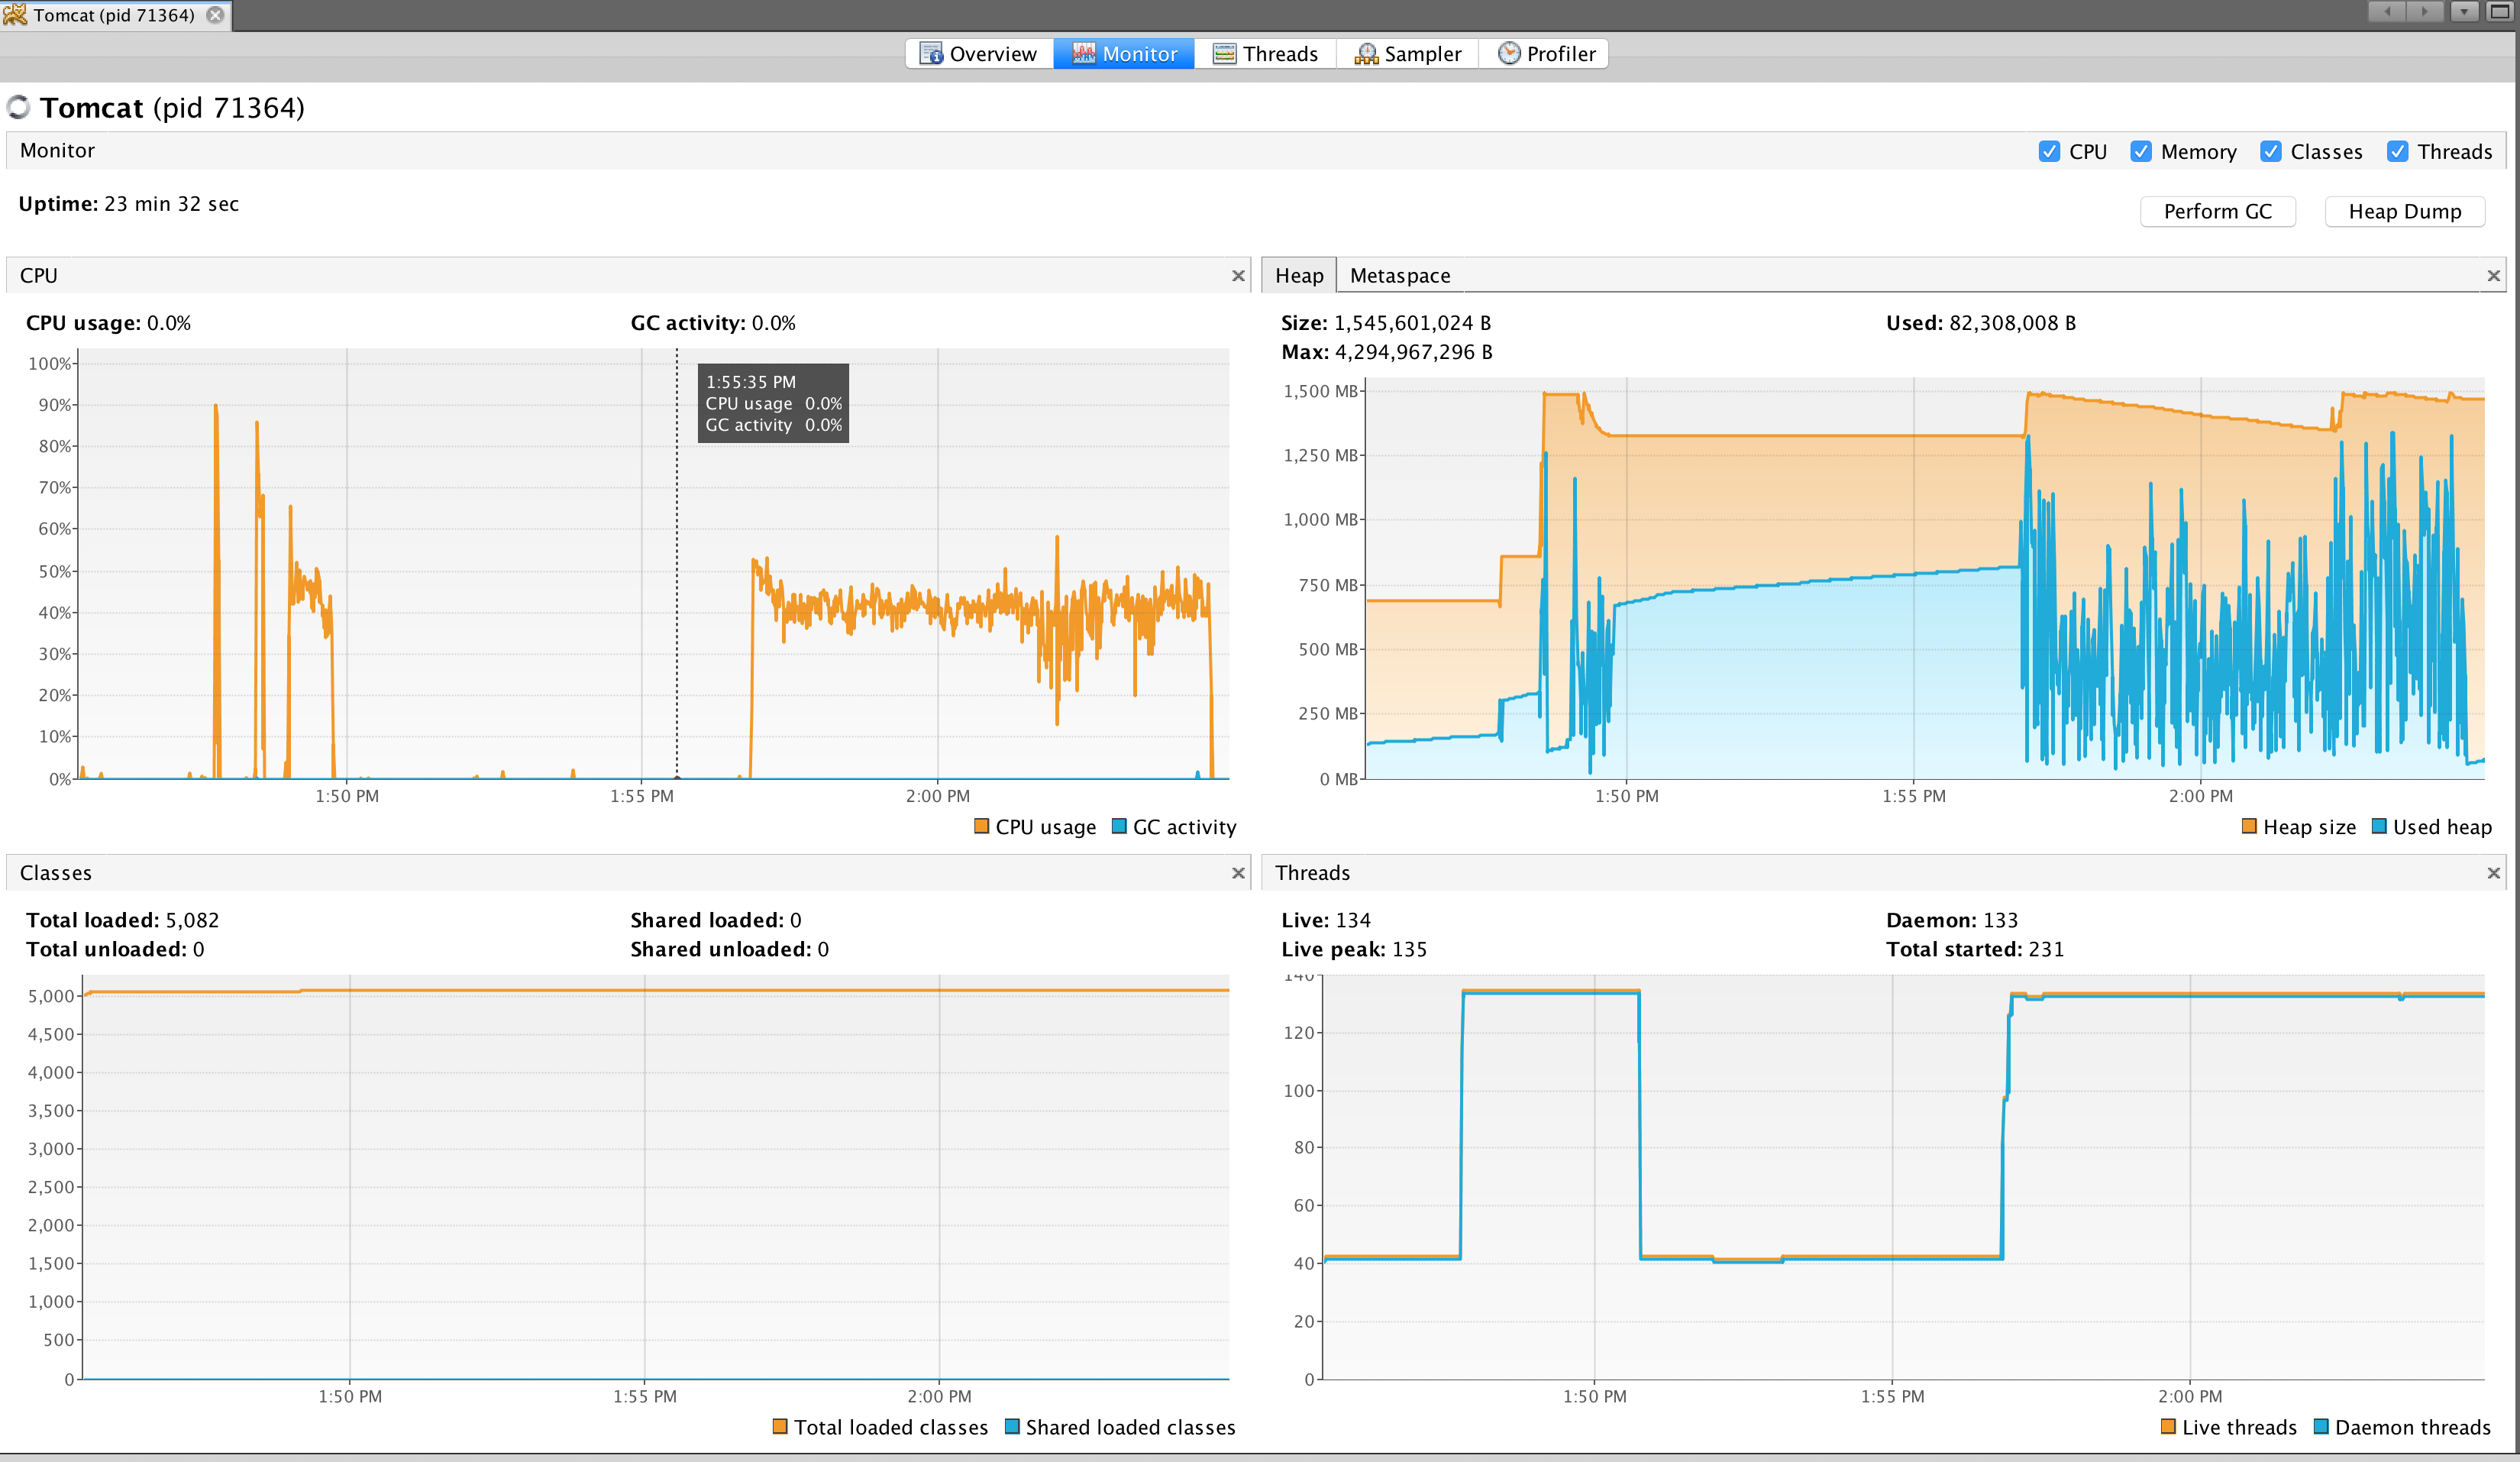 Tomcat (pid 71364)
Overview Monitor Threads Sampler Profiler
Tomcat (pid 71364)
Monitor
CPU Memory Classes Threads
Uptime: 23 min 32 sec
Perform GC Heap Dump
CPU
CPU usage: 0.0% GC activity: 0.0%
100%
90%
80%
70%
60%
50%
40%
30%
20%
10%
0%
1:55:35 PM
CPU usage 0.0%
GC activity 0.0%
1:50 PM 1:55 PM 2:00 PM
CPU usage GC activity
Heap Metaspace
Size: 1,545,601,024 B Used: 82,308,008 B
Max: 4,294,967,296 B
1,500 MB
1,250 MB
1,000 MB
750 MB
500 MB
250 MB
0 MB
1:50 PM 1:55 PM 2:00 PM
Heap size Used heap
Classes
Total loaded: 5,082 Shared loaded: 0
Total unloaded: 0 Shared unloaded: 0
5,000
4,500
4,000
3,500
3,000
2,500
2,000
1,500
1,000
500
0
1:50 PM 1:55 PM 2:00 PM
Total loaded classes Shared loaded classes
Threads
Live: 134 Daemon: 133
Live peak: 135 Total started: 231
140
120
100
80
60
40
20
0
1:50 PM 1:55 PM 2:00 PM
Live threads Daemon threads